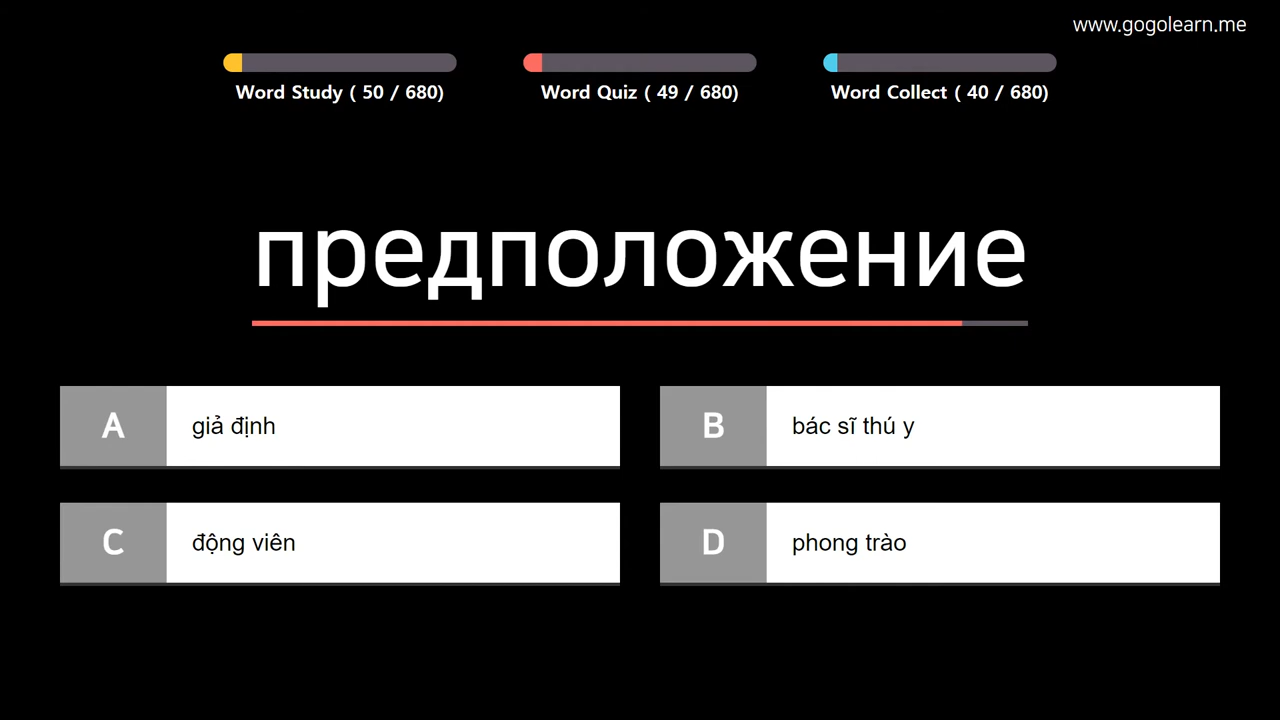 www.gogolearn.me
Word Study ( 50 / 680)
Word Quiz ( 49 / 680)
Word Collect ( 40 / 680)
предположение
A
giả định
B
bác sĩ thú y
C
động viên
D
phong trào